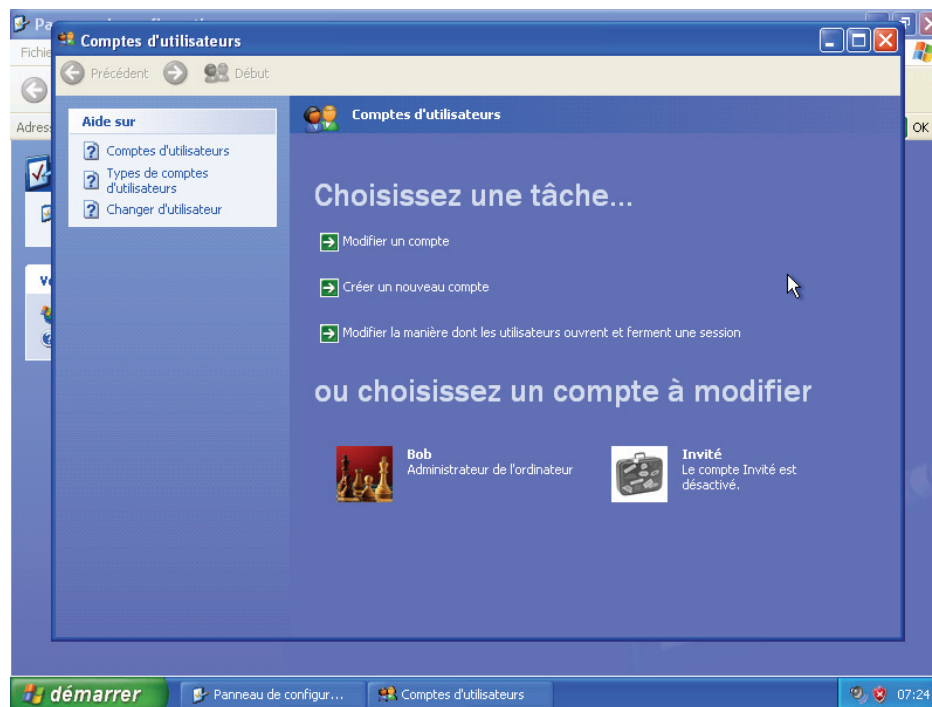 Pa
Comptes d'utilisateurs
Fichie
Précédent Début
Adres
OK
Aide sur
Comptes d'utilisateurs
Types de comptes
d'utilisateurs
Changer d'utilisateur
Comptes d'utilisateurs
Choisissez une tâche...
Modifier un compte
Créer un nouveau compte
Modifier la manière dont les utilisateurs ouvrent et ferment une session
ou choisissez un compte à modifier
Bob
Administrateur de l'ordinateur
Invité
Le compte Invité est
désactivé.
démarrer
Panneau de configur...
Comptes d'utilisateurs
07:24